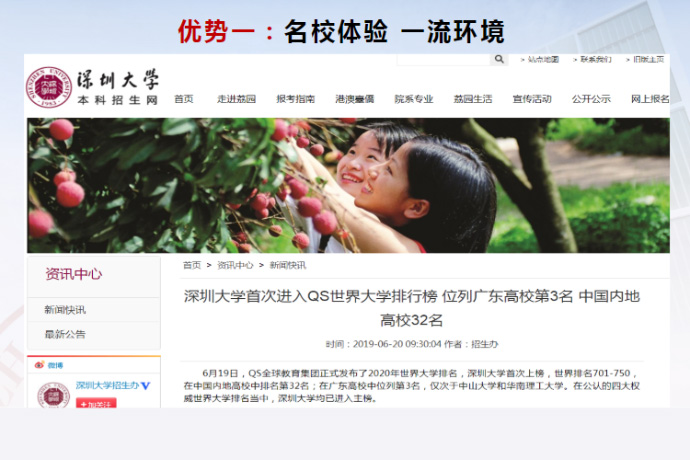 优势一：名校体验 一流环境
> 站点地图 > 联系我们 > 旧版主页
深圳大学
本科招生网
首页 走进荔园 报考指南 港澳臺僑 院系专业 荔园生活 宣传活动 公开公示 网上报名
首页 > 资讯中心 > 新闻快讯
资讯中心
新闻快讯
最新公告
深圳大学首次进入QS世界大学排行榜 位列广东高校第3名 中国内地
高校32名
时间：2019-06-20 09:30:04 作者：招生办
6月19日，QS全球教育集团正式发布了2020年世界大学排名，深圳大学首次上榜，世界排名701-750，
在中国内地高校中排名第32名；在广东高校中位列第3名，仅次于中山大学和华南理工大学。在公认的四大权
威世界大学排名当中，深圳大学均已进入主榜。
微博
深圳大学招生办
+加关注